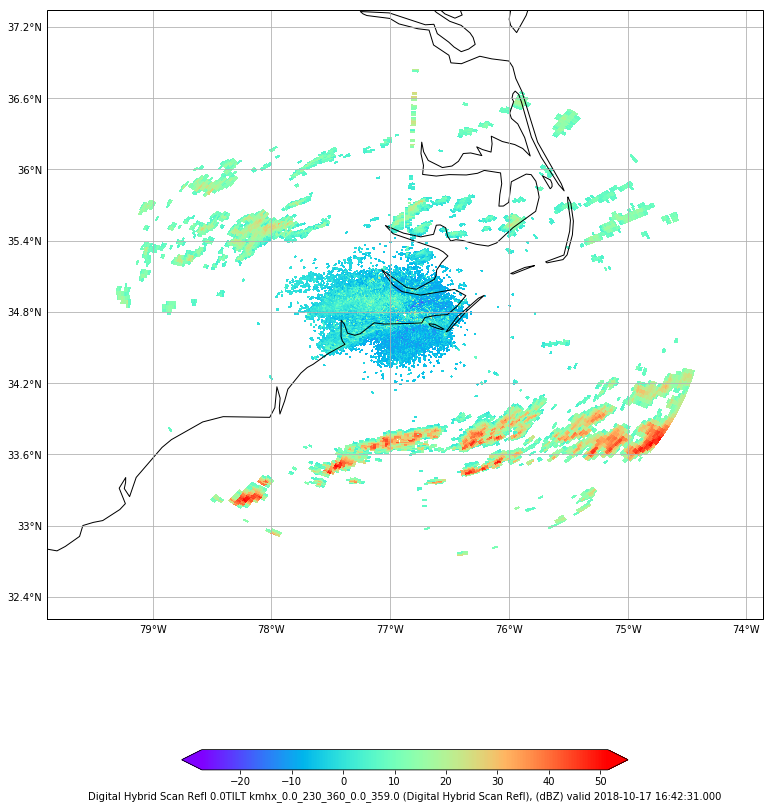 37.2°N
36.6°N
36°N
35.4°N
34.8°N
34.2°N
33.6°N
33°N
32.4°N
79°W 78°W 77°W 76°W 75°W 74°W
−20 −10 0 10 20 30 40 50
Digital Hybrid Scan Refl 0.0TILT kmhx_0.0_230_360_0.0_359.0 (Digital Hybrid Scan Refl), (dBZ) valid 2018-10-17 16:42:31.000